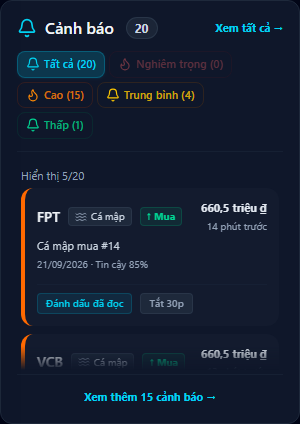 Cảnh báo 20 Xem tất cả →
Tất cả (20) Nghiêm trọng (0)
Cao (15) Trung bình (4)
Thấp (1)
Hiển thị 5/20
FPT Cá mập ↑ Mua 660,5 triệu ₫
14 phút trước
Cá mập mua #14
21/09/2026 · Tin cậy 85%
Đánh dấu đã đọc Tắt 30p
VCB Cá mập ↑ Mua 660,5 triệu ₫
Xem thêm 15 cảnh báo →